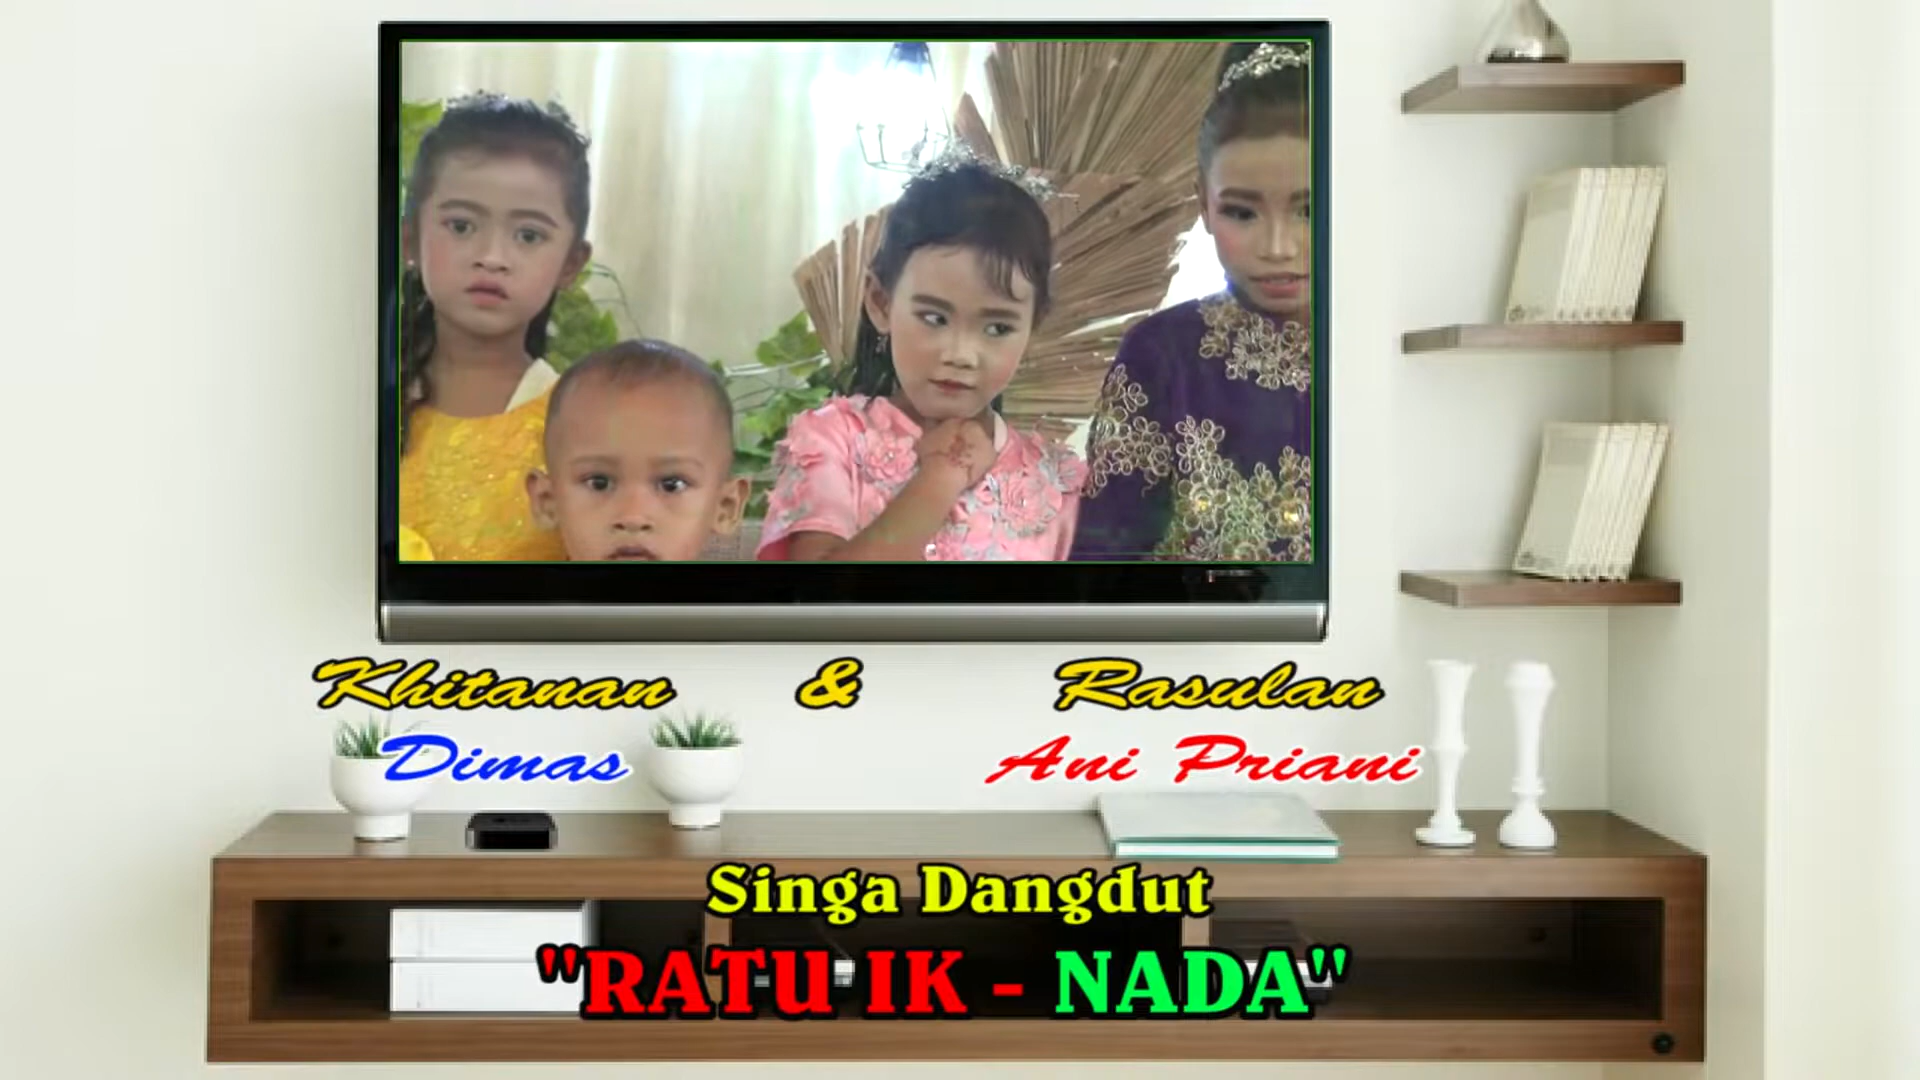 Khitanan & Rasulan
Dimas Ani Priani
Singa Dangdut
"RATU IK - NADA"